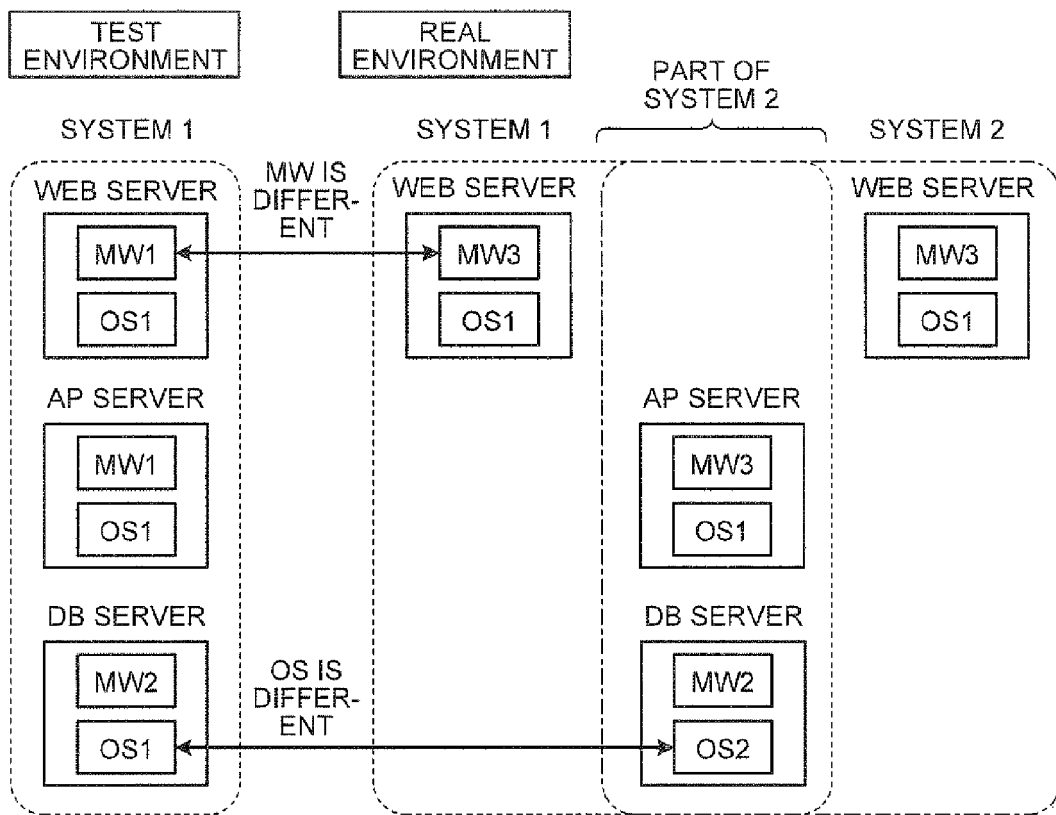 TEST
ENVIRONMENT
REAL
ENVIRONMENT
PART OF
SYSTEM 2
SYSTEM 1
SYSTEM 1
SYSTEM 2
WEB SERVER
MW1
OS1
MW IS
DIFFER-
ENT
WEB SERVER
MW3
OS1
WEB SERVER
MW3
OS1
AP SERVER
MW1
OS1
AP SERVER
MW3
OS1
DB SERVER
MW2
OS1
OS IS
DIFFER-
ENT
DB SERVER
MW2
OS2